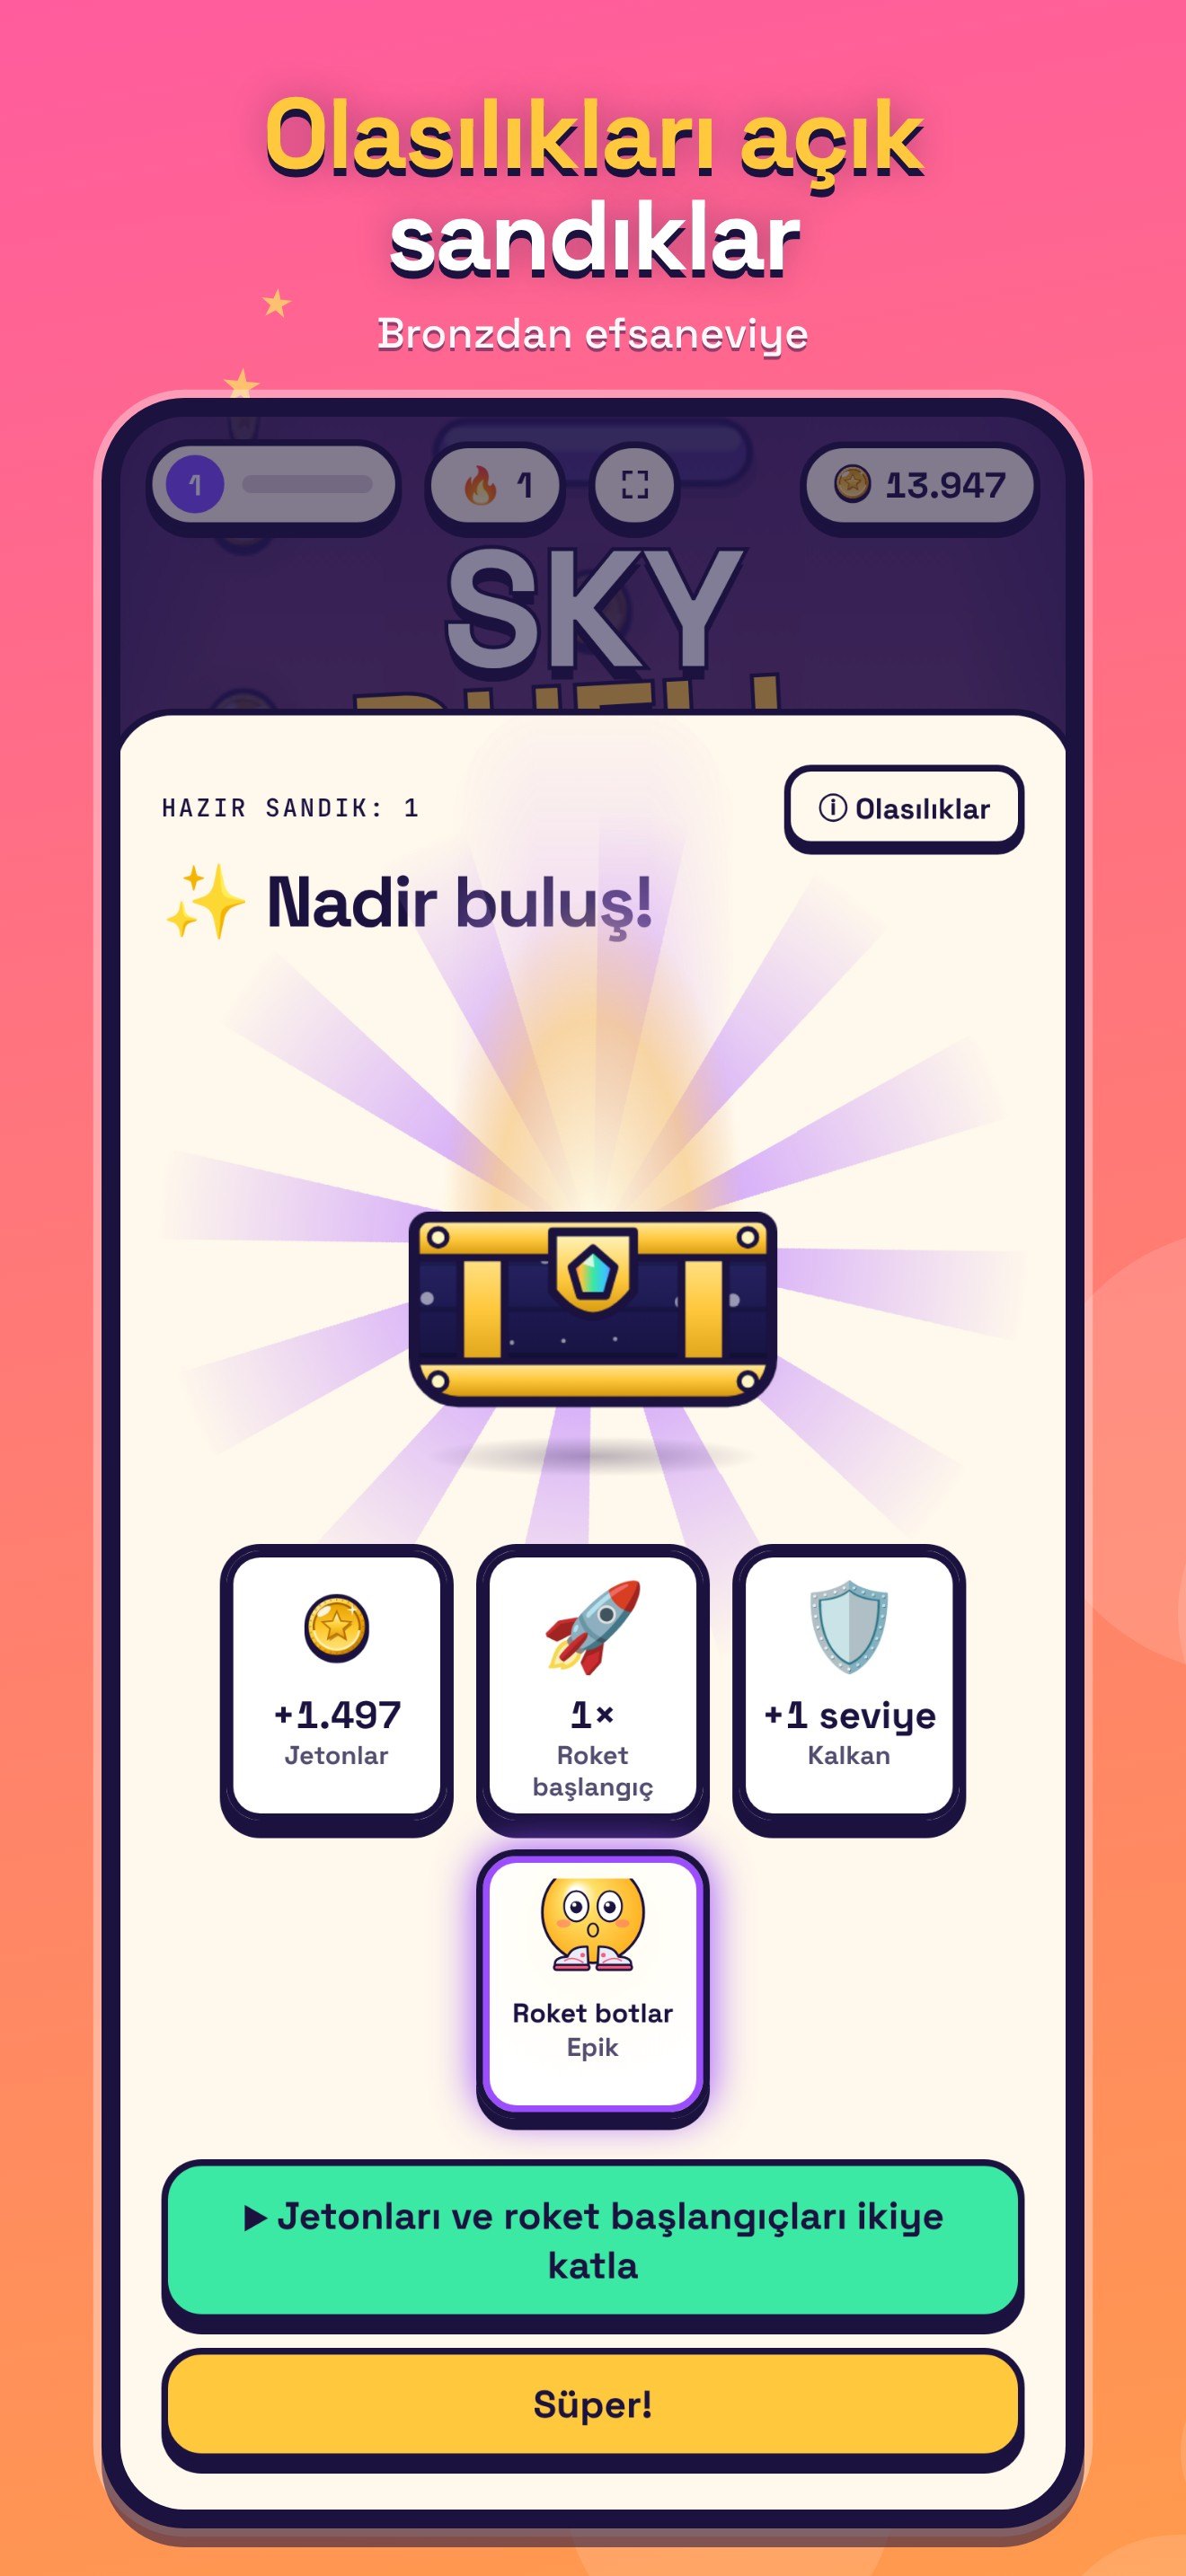 Olasılıkları açık
sandıklar
Bronzdan efsaneviye
1
🔥 1
13.947
SKY
HAZIR SANDIK: 1
ⓘ Olasılıklar
✨ Nadir buluş!
+1.497
Jetonlar
1×
Roket
başlangıç
+1 seviye
Kalkan
Roket botlar
Epik
▶ Jetonları ve roket başlangıçları ikiye
katla
Süper!